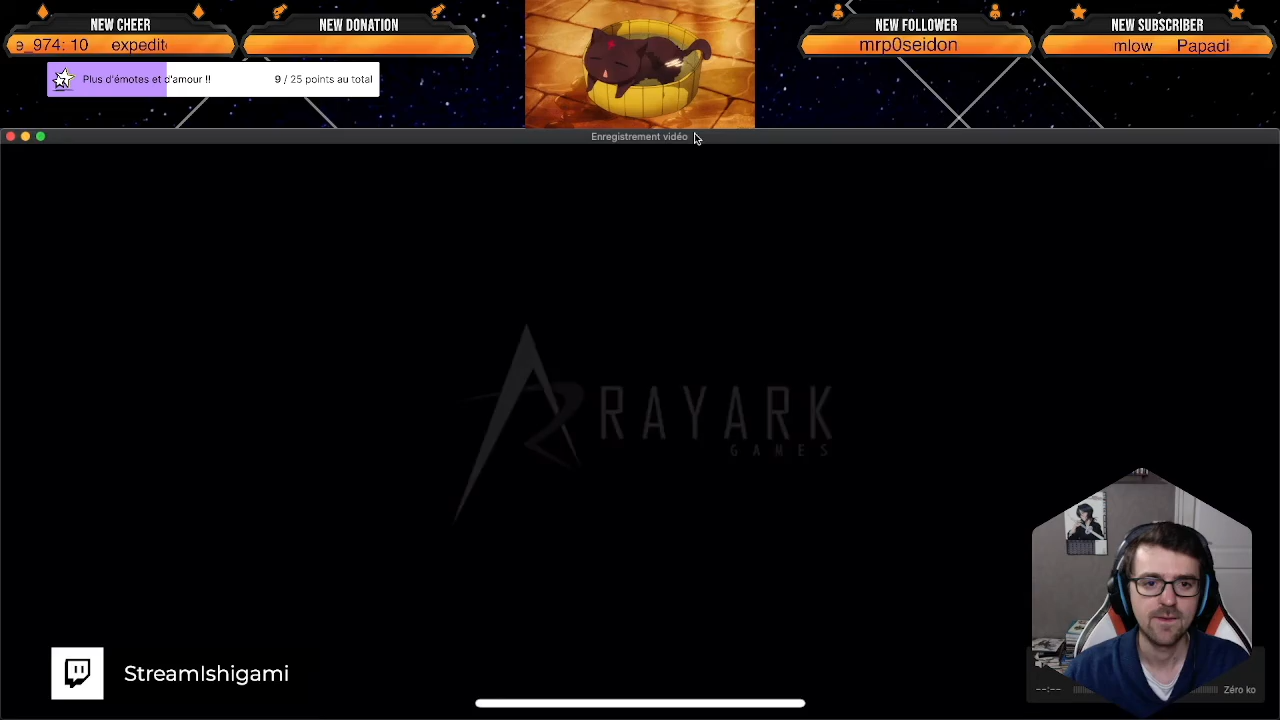 NEW CHEER
e_974: 10 expedit
NEW DONATION
NEW FOLLOWER
mrp0seidon
NEW SUBSCRIBER
mlow Papadi
Plus d'émotes et d'amour !! 9 / 25 points au total
Enregistrement vidéo
RAYARK
GAMES
StreamIshigami
--:-- Zéro ko